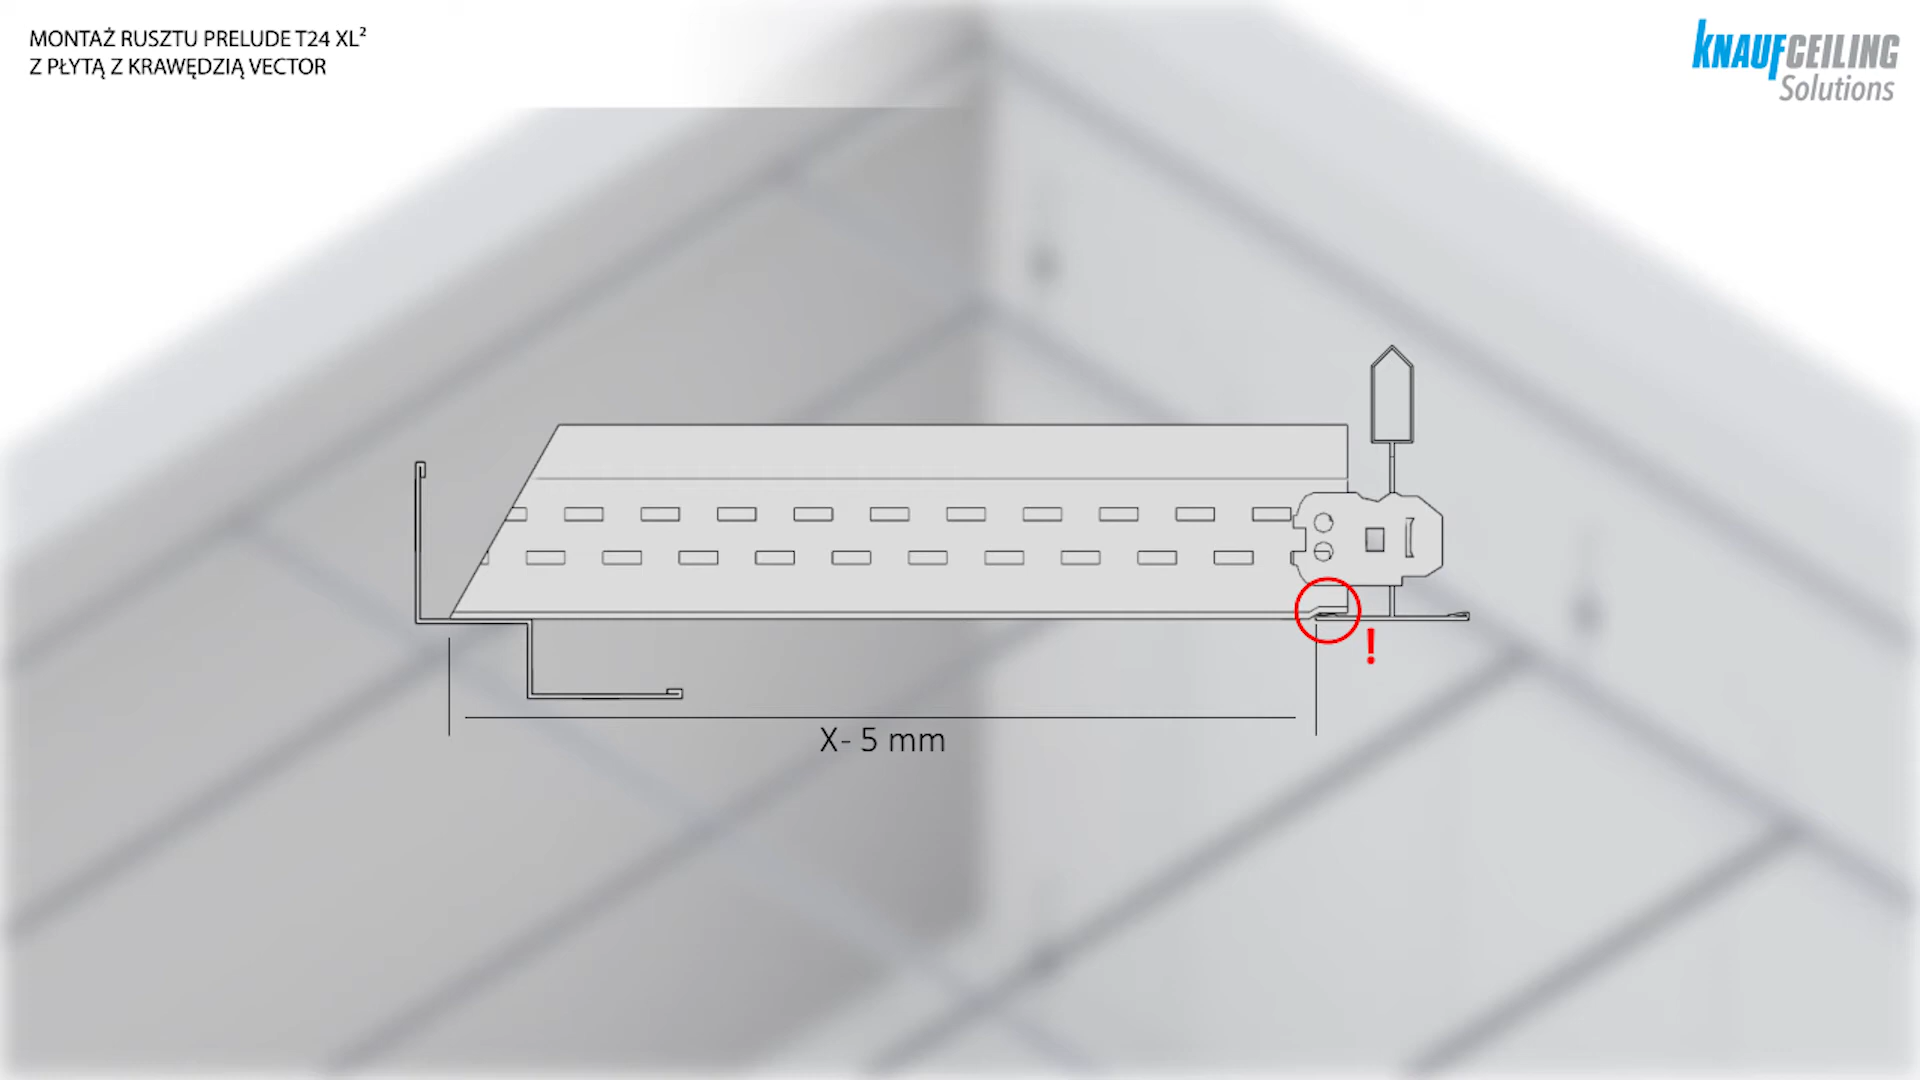 MONTAŻ RUSZTU PRELUDE T24 XL²
Z PŁYTĄ Z KRAWĘDZIĄ VECTOR
KNAUFCEILING
Solutions
!
X- 5 mm